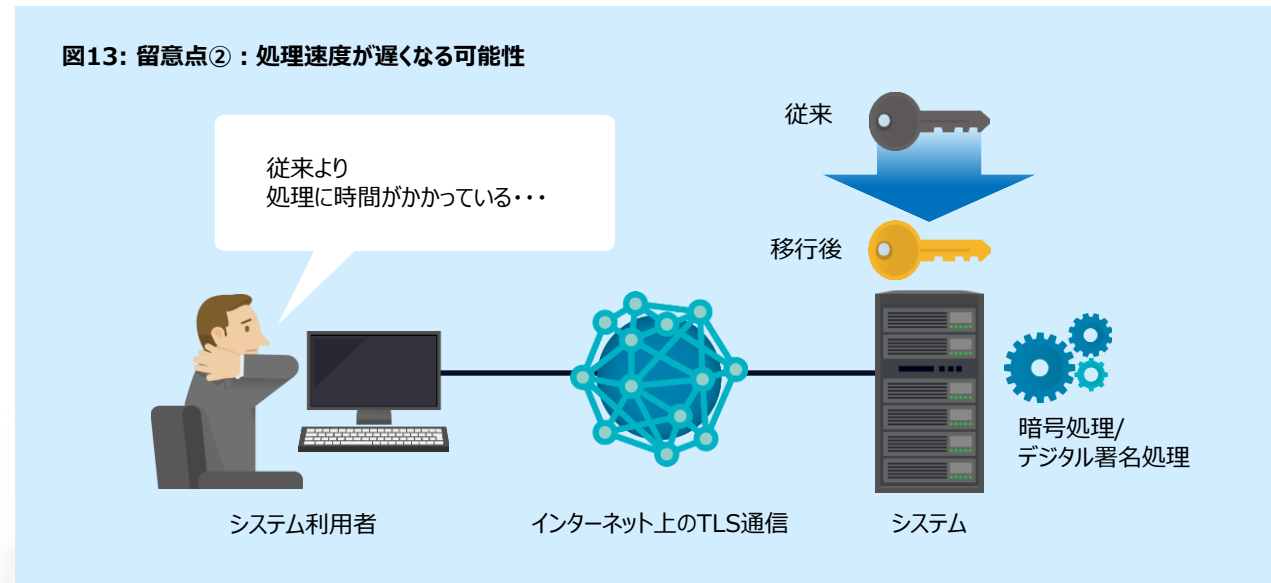 図13: 留意点②：処理速度が遅くなる可能性
従来
従来より
処理に時間がかかっている・・・
移行後
暗号処理/
デジタル署名処理
システム利用者
インターネット上のTLS通信
システム